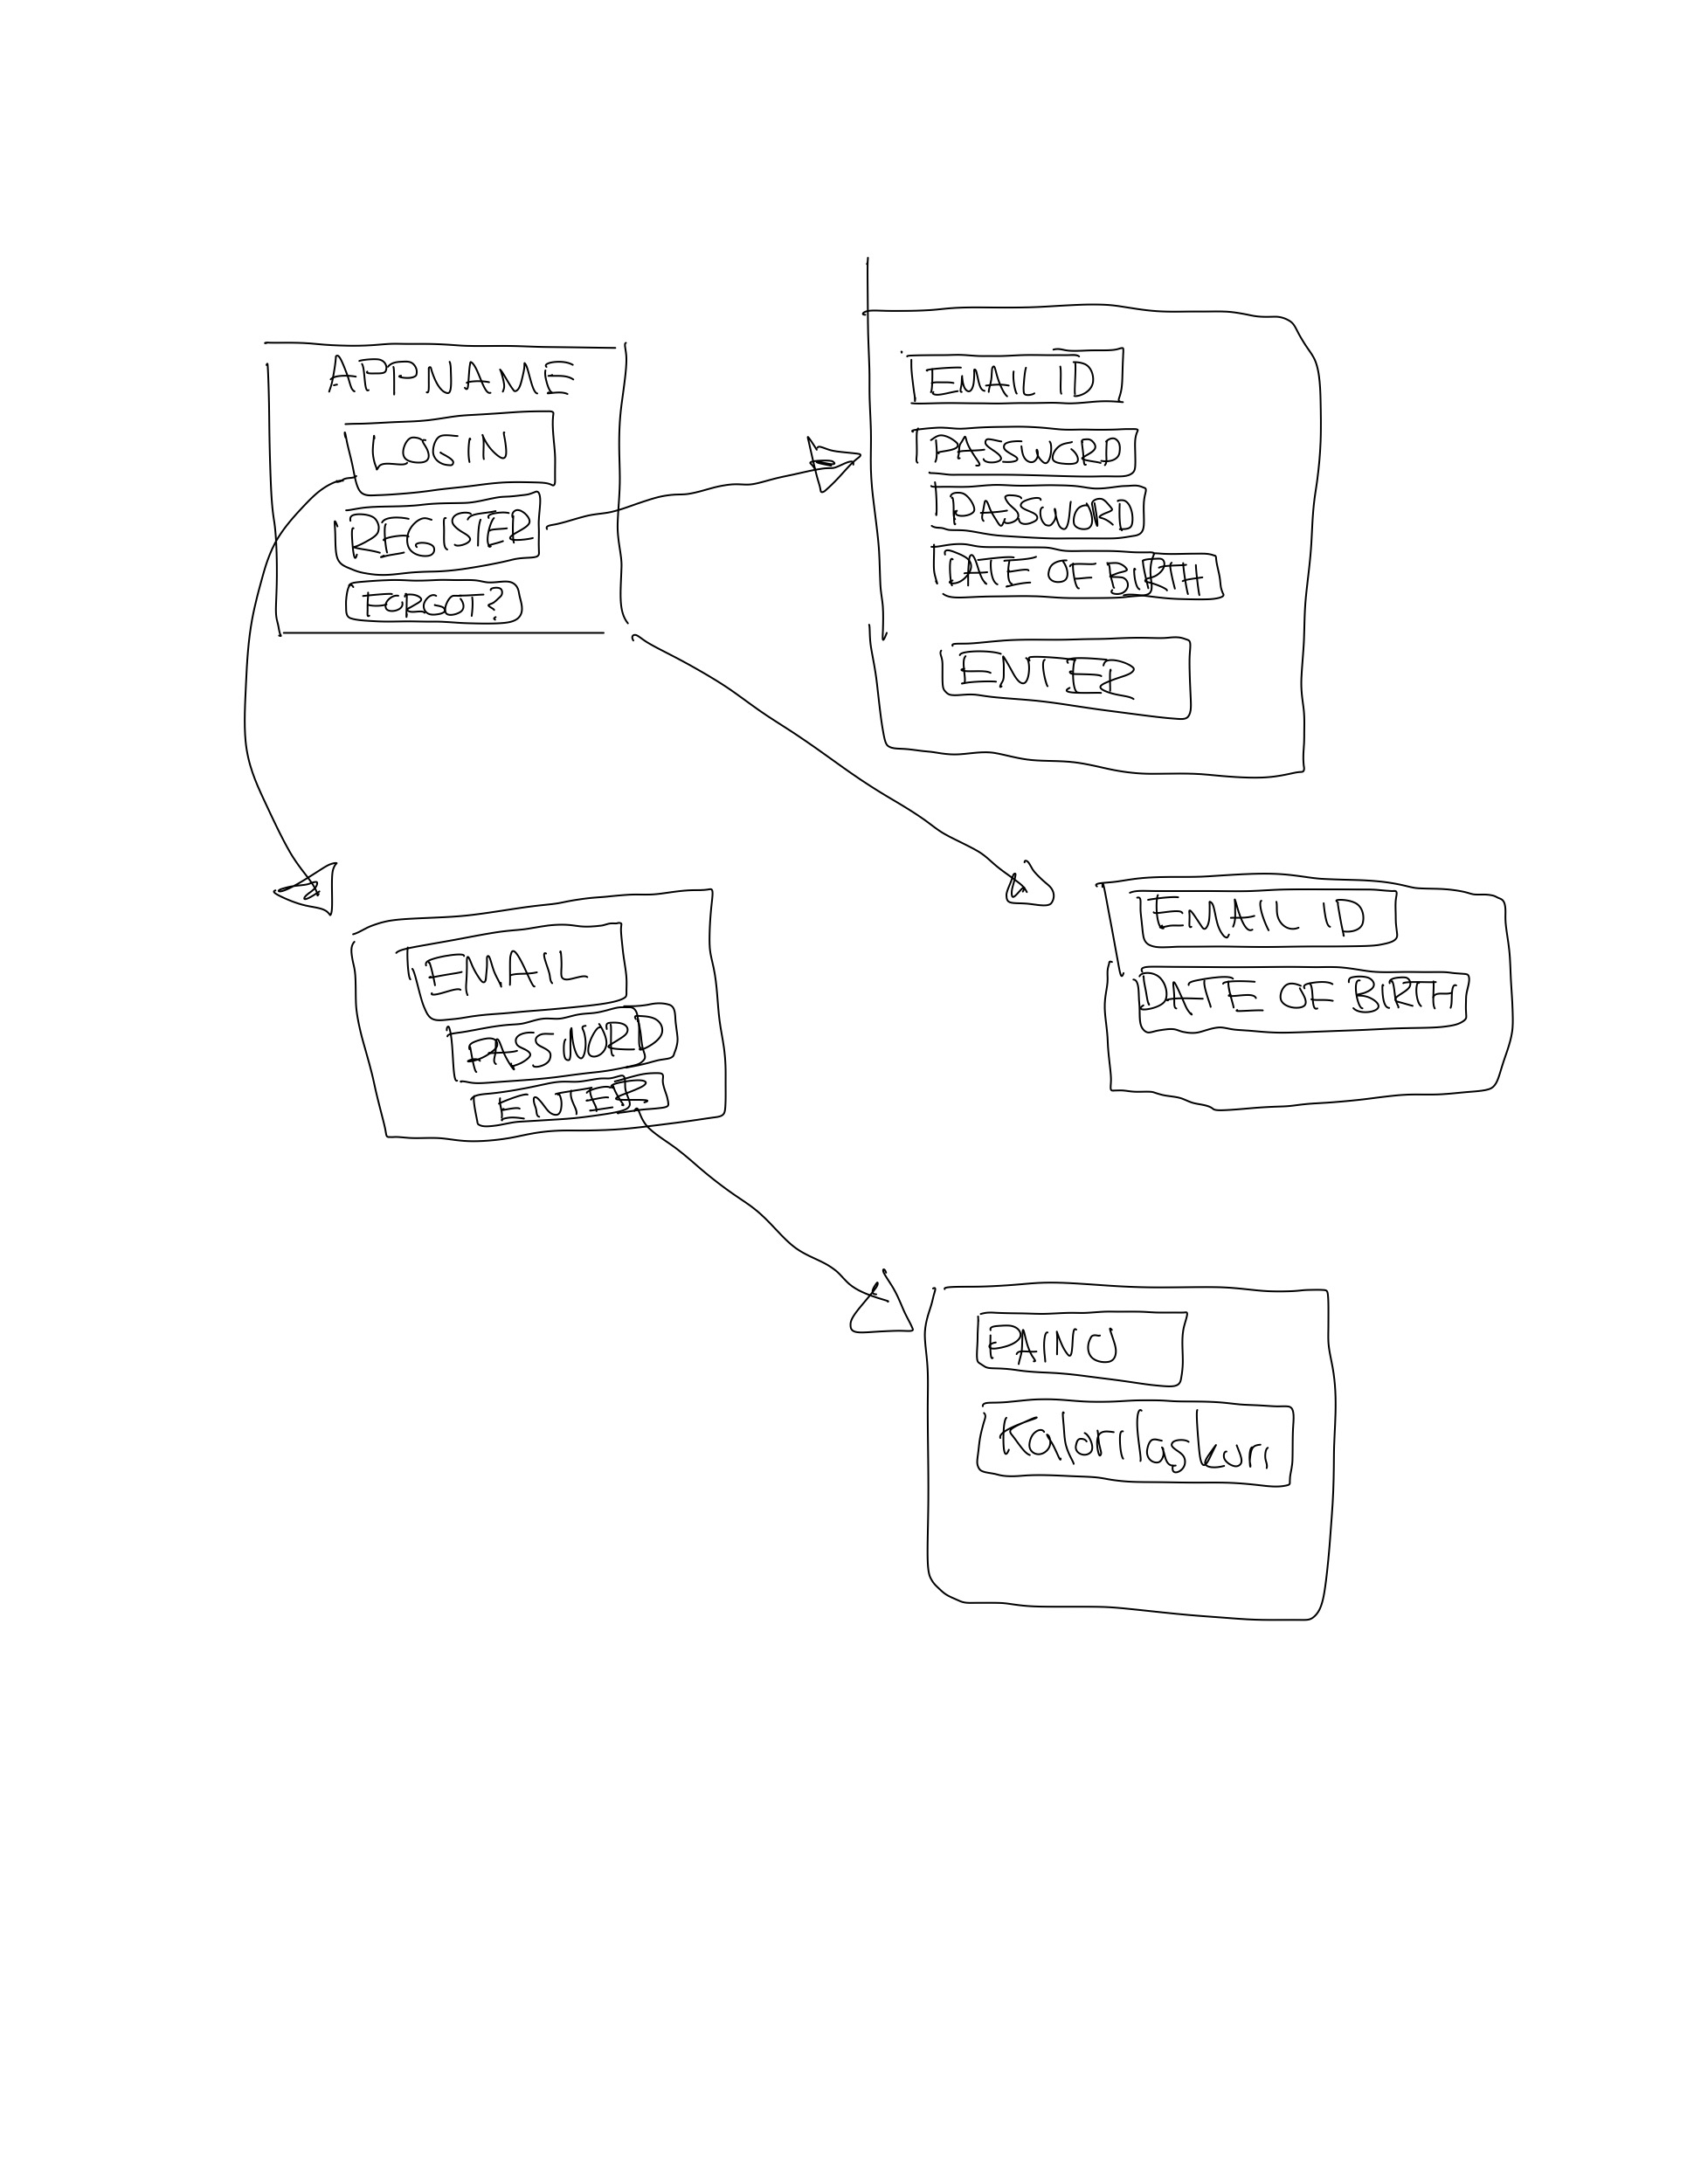 APPNAME
LOGIN
REGISTER
FORGOT?
EMAIL ID
PASSWORD
PASSWORD
DATE OF BIRTH
ENTER
EMAIL
PASSWORD
ENTER
EMAIL ID
DATE OF BIRTH
PAINO
Kalorilaskuri